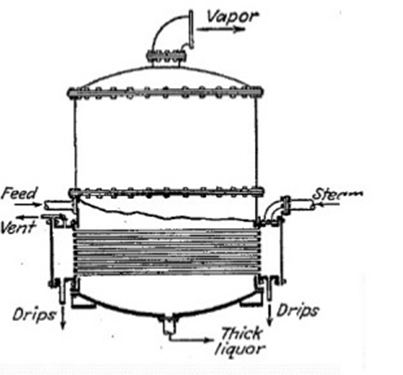 Vapor
Feed
Steam
Vent
Drips
Drips
Thick
liquor